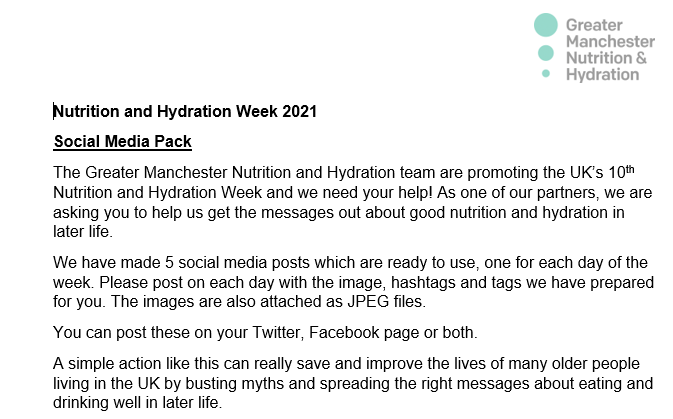 Greater
Manchester
Nutrition &
Hydration
Nutrition and Hydration Week 2021
Social Media Pack
The Greater Manchester Nutrition and Hydration team are promoting the UK's 10th
Nutrition and Hydration Week and we need your help! As one of our partners, we are
asking you to help us get the messages out about good nutrition and hydration in
later life.
We have made 5 social media posts which are ready to use, one for each day of the
week. Please post on each day with the image, hashtags and tags we have prepared
for you. The images are also attached as JPEG files.
You can post these on your Twitter, Facebook page or both.
A simple action like this can really save and improve the lives of many older people
living in the UK by busting myths and spreading the right messages about eating and
drinking well in later life.